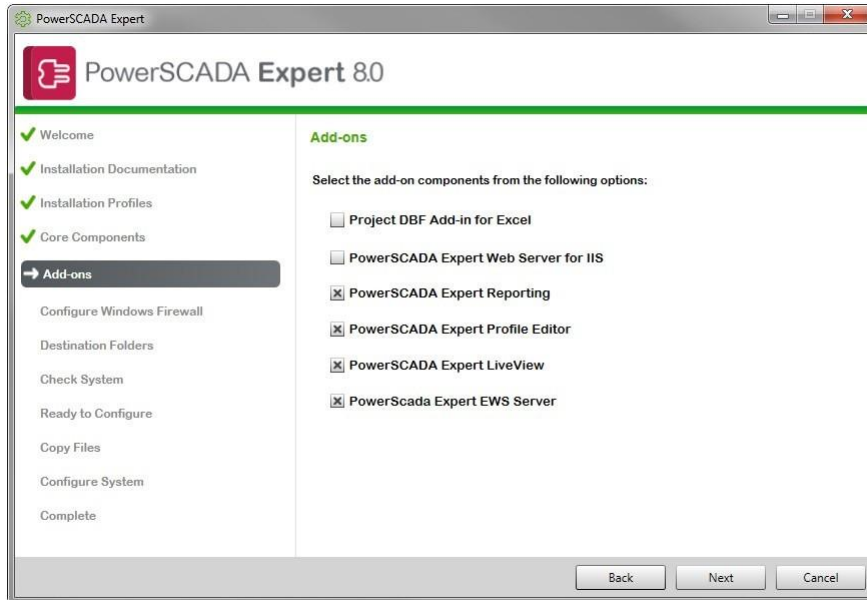 PowerSCADA Expert
PowerSCADA Expert 8.0
Welcome
Installation Documentation
Installation Profiles
Core Components
Add-ons
Configure Windows Firewall
Destination Folders
Check System
Ready to Configure
Copy Files
Configure System
Complete
Add-ons
Select the add-on components from the following options:
Project DBF Add-in for Excel
PowerSCADA Expert Web Server for IIS
PowerSCADA Expert Reporting
PowerSCADA Expert Profile Editor
PowerSCADA Expert LiveView
PowerScada Expert EWS Server
Back Next Cancel